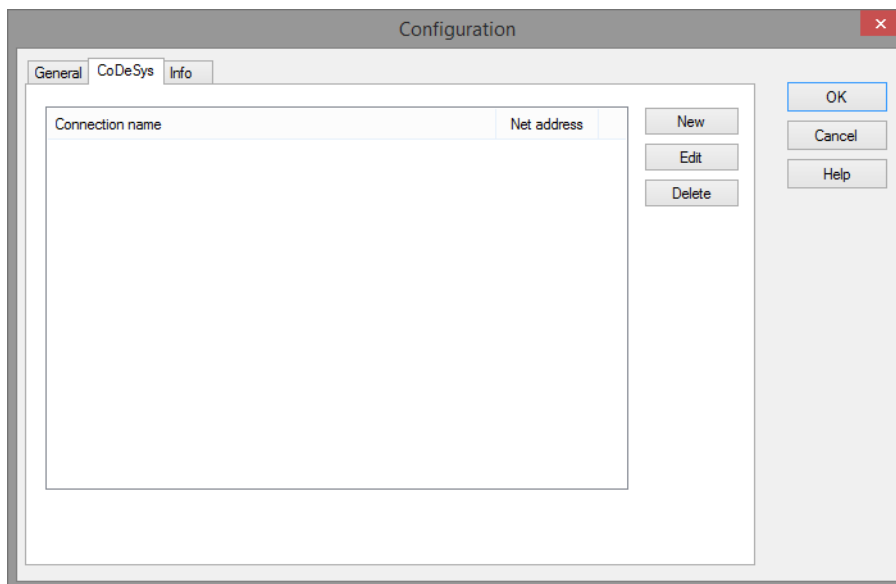 Configuration
General CoDeSys Info
Connection name Net address
New
Edit
Delete
OK
Cancel
Help